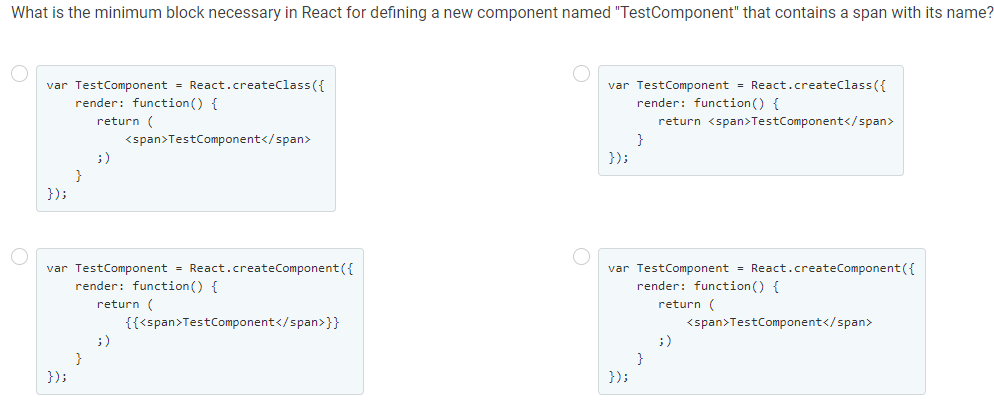 What is the minimum block necessary in React for defining a new component named "TestComponent" that contains a span with its name?
var TestComponent = React.createClass({
    render: function() {
       return (
           <span>TestComponent</span>
       ;)
    }
});
var TestComponent = React.createClass({
    render: function() {
       return <span>TestComponent</span>
    }
});
var TestComponent = React.createComponent({
    render: function() {
       return (
           {{<span>TestComponent</span>}}
       ;)
    }
});
var TestComponent = React.createComponent({
    render: function() {
       return (
           <span>TestComponent</span>
       ;)
    }
});